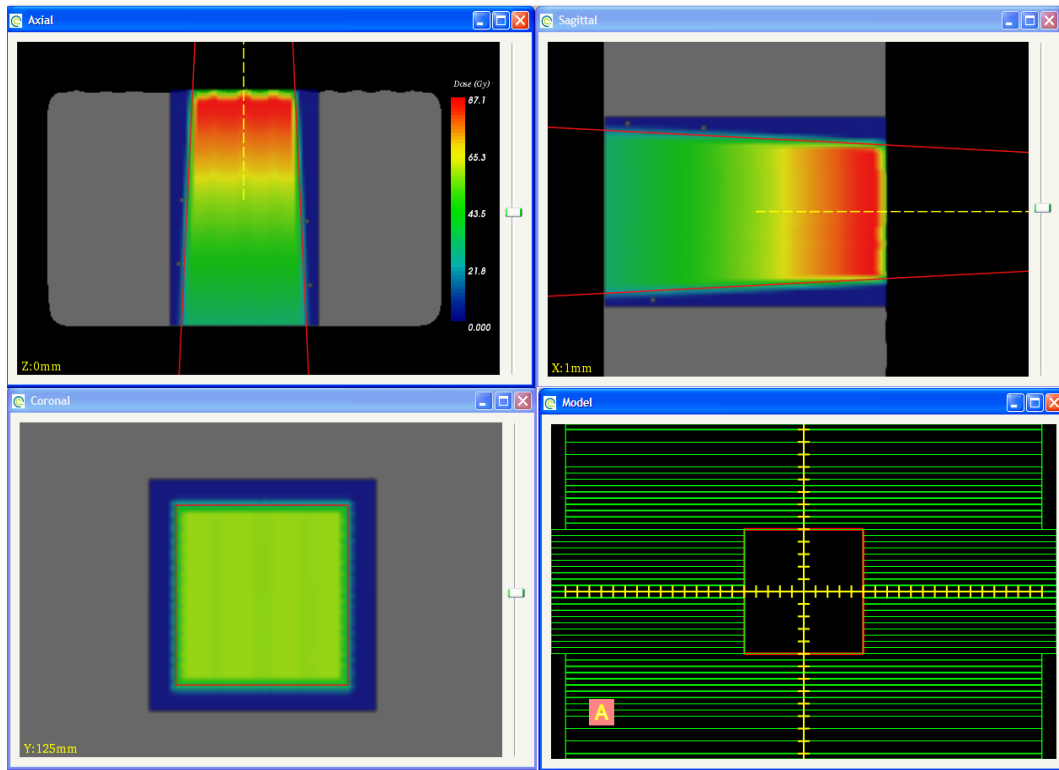 Axial
Dose (Gy)
87.1
65.3
43.5
21.8
0.000
Z:0mm
Sagittal
X:1mm
Coronal
Y:125mm
Model
A